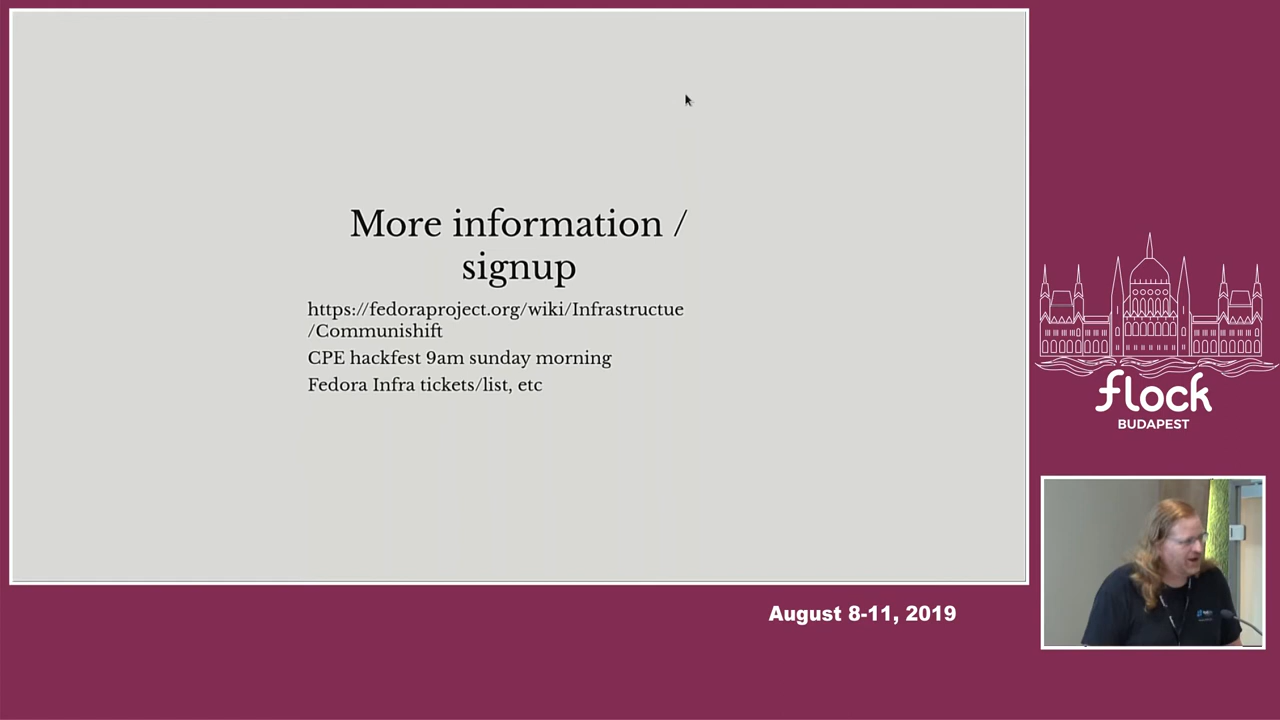 More information /
signup
https://fedoraproject.org/wiki/Infrastructue
/Communishift
CPE hackfest 9am sunday morning
Fedora Infra tickets/list, etc
flock
BUDAPEST
August 8-11, 2019